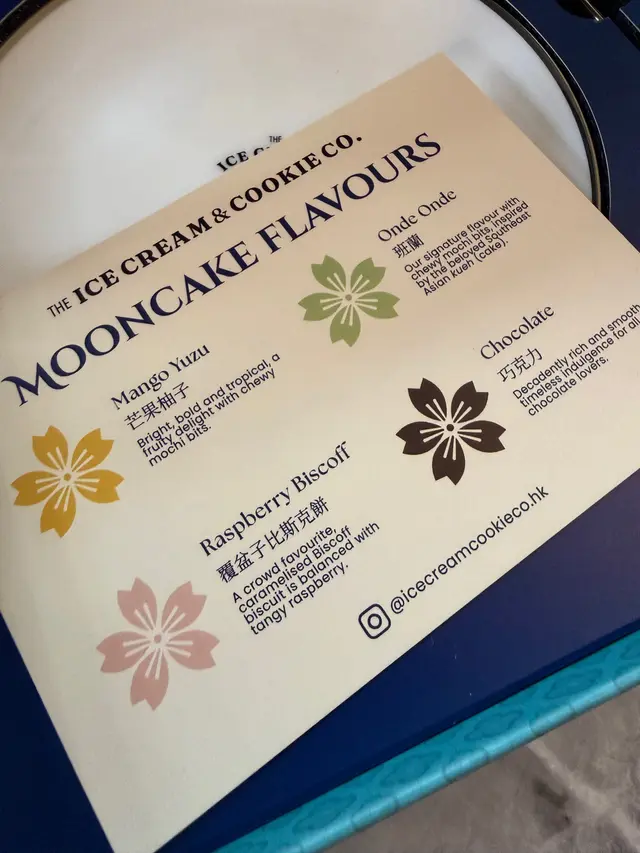 THE
ICE C
THE ICE CREAM & COOKIE CO.
MOONCAKE FLAVOURS
Mango Yuzu
芒果柚子
Bright, bold and tropical, a
fruity delight with chewy
mochi bits.
Onde Onde
班蘭
Our signature flavour with
chewy mochi bits, inspired
by the beloved Southeast
Asian kueh (cake).
Raspberry Biscoff
覆盆子比斯克餅
A crowd favourite,
caramelised Biscoff
biscuit is balanced with
tangy raspberry.
Chocolate
巧克力
Decadently rich and smooth
timeless indulgence for all
chocolate lovers.
@icecreamcookieco.hk